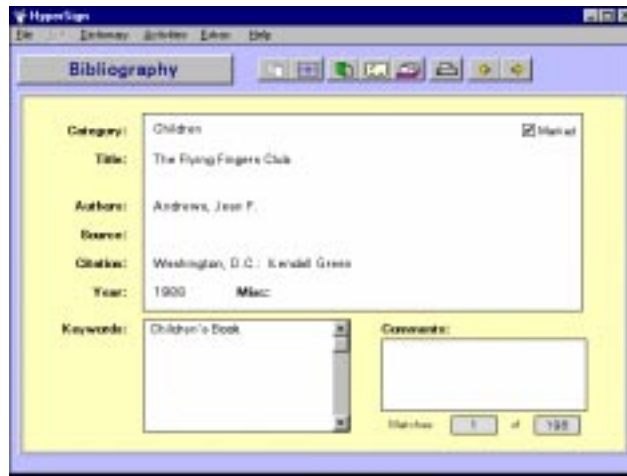 HyperSign
File Dictionary Activities Extras Help
Bibliography
Category: Children Marked
Title: The Flying Fingers Club
Authors: Andrews, Jean F.
Source:
Citation: Washington, D.C.: Kendall Green
Year: 1988 Misc:
Keywords: Children's Book Comments:
Matches 1 of 198